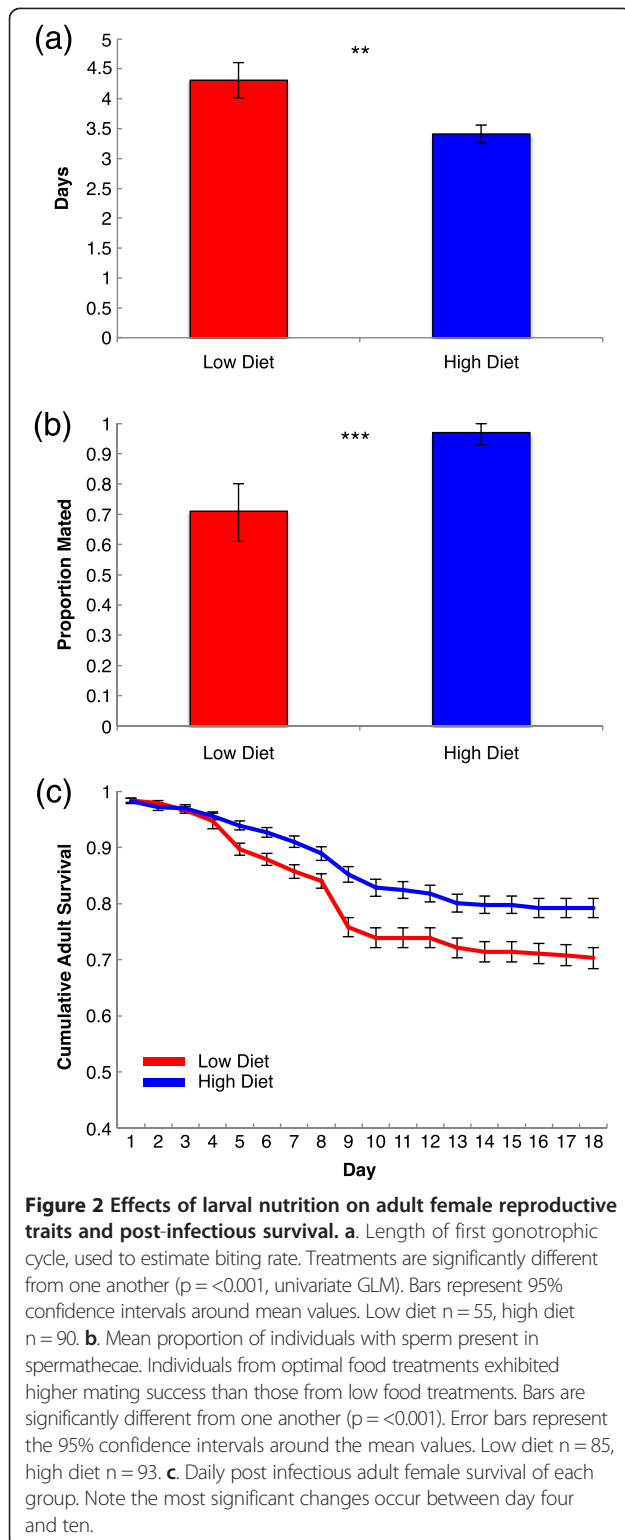 (a)
**
5
4.5
4
3.5
3
2.5
2
1.5
1
0.5
0
Days
Low Diet High Diet
(b)
***
1
0.9
0.8
0.7
0.6
0.5
0.4
0.3
0.2
0.1
0
Proportion Mated
Low Diet High Diet
(c)
1
0.9
0.8
0.7
0.6
0.5
0.4
Cumulative Adult Survival
Low Diet
High Diet
1 2 3 4 5 6 7 8 9 10 11 12 13 14 15 16 17 18
Day
Figure 2 Effects of larval nutrition on adult female reproductive
traits and post-infectious survival. a. Length of first gonotrophic
cycle, used to estimate biting rate. Treatments are significantly different
from one another (p = <0.001, univariate GLM). Bars represent 95%
confidence intervals around mean values. Low diet n = 55, high diet
n = 90. b. Mean proportion of individuals with sperm present in
spermathecae. Individuals from optimal food treatments exhibited
higher mating success than those from low food treatments. Bars are
significantly different from one another (p = <0.001). Error bars represent
the 95% confidence intervals around the mean values. Low diet n = 85,
high diet n = 93. c. Daily post infectious adult female survival of each
group. Note the most significant changes occur between day four
and ten.